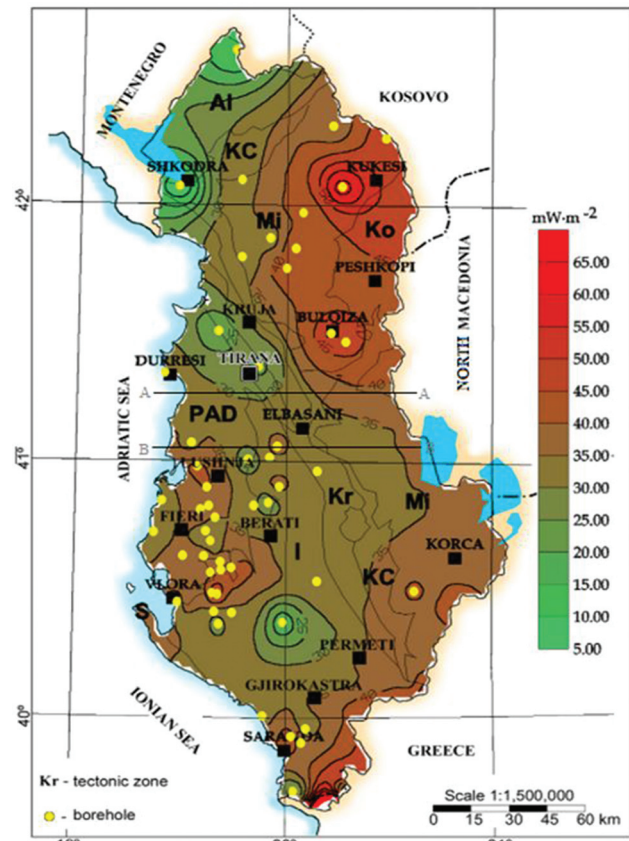 MONTENEGRO
Al
KOSOVO
KC
SHKODRA
KUKESI
42°
Mi
Ko
mW·m⁻²
PESHKOPI
65.00
60.00
55.00
50.00
45.00
40.00
35.00
30.00
25.00
20.00
15.00
10.00
5.00
KRUJA
BULQIZA
NORTH MACEDONIA
TIRANA
DURRESI
A
A
ADRIATIC SEA
PAD
ELBASANI
B
41°
LUSHNJA
Kr
Mi
FIERI
BERATI
I
KORCA
KC
VLORA
S
25
PERMETI
GJIROKASTRA
40°
IONIAN SEA
GREECE
Kr - tectonic zone
- borehole
Scale 1:1,500,000
0 15 30 45 60 km